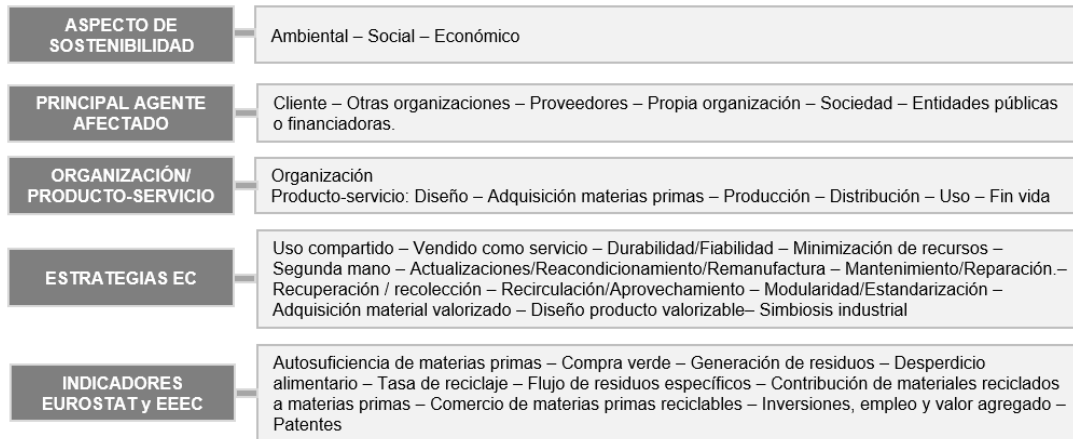 ASPECTO DE
SOSTENIBILIDAD
Ambiental – Social – Económico
PRINCIPAL AGENTE
AFECTADO
Cliente – Otras organizaciones – Proveedores – Propia organización – Sociedad – Entidades públicas
o financiadoras.
ORGANIZACIÓN/
PRODUCTO-SERVICIO
Organización
Producto-servicio: Diseño – Adquisición materias primas – Producción – Distribución – Uso – Fin vida
ESTRATEGIAS EC
Uso compartido – Vendido como servicio – Durabilidad/Fiabilidad – Minimización de recursos –
Segunda mano – Actualizaciones/Reacondicionamiento/Remanufactura – Mantenimiento/Reparación.–
Recuperación / recolección – Recirculación/Aprovechamiento – Modularidad/Estandarización –
Adquisición material valorizado – Diseño producto valorizable– Simbiosis industrial
INDICADORES
EUROSTAT y EEEC
Autosuficiencia de materias primas – Compra verde – Generación de residuos – Desperdicio
alimentario – Tasa de reciclaje – Flujo de residuos específicos – Contribución de materiales reciclados
a materias primas – Comercio de materias primas reciclables – Inversiones, empleo y valor agregado –
Patentes